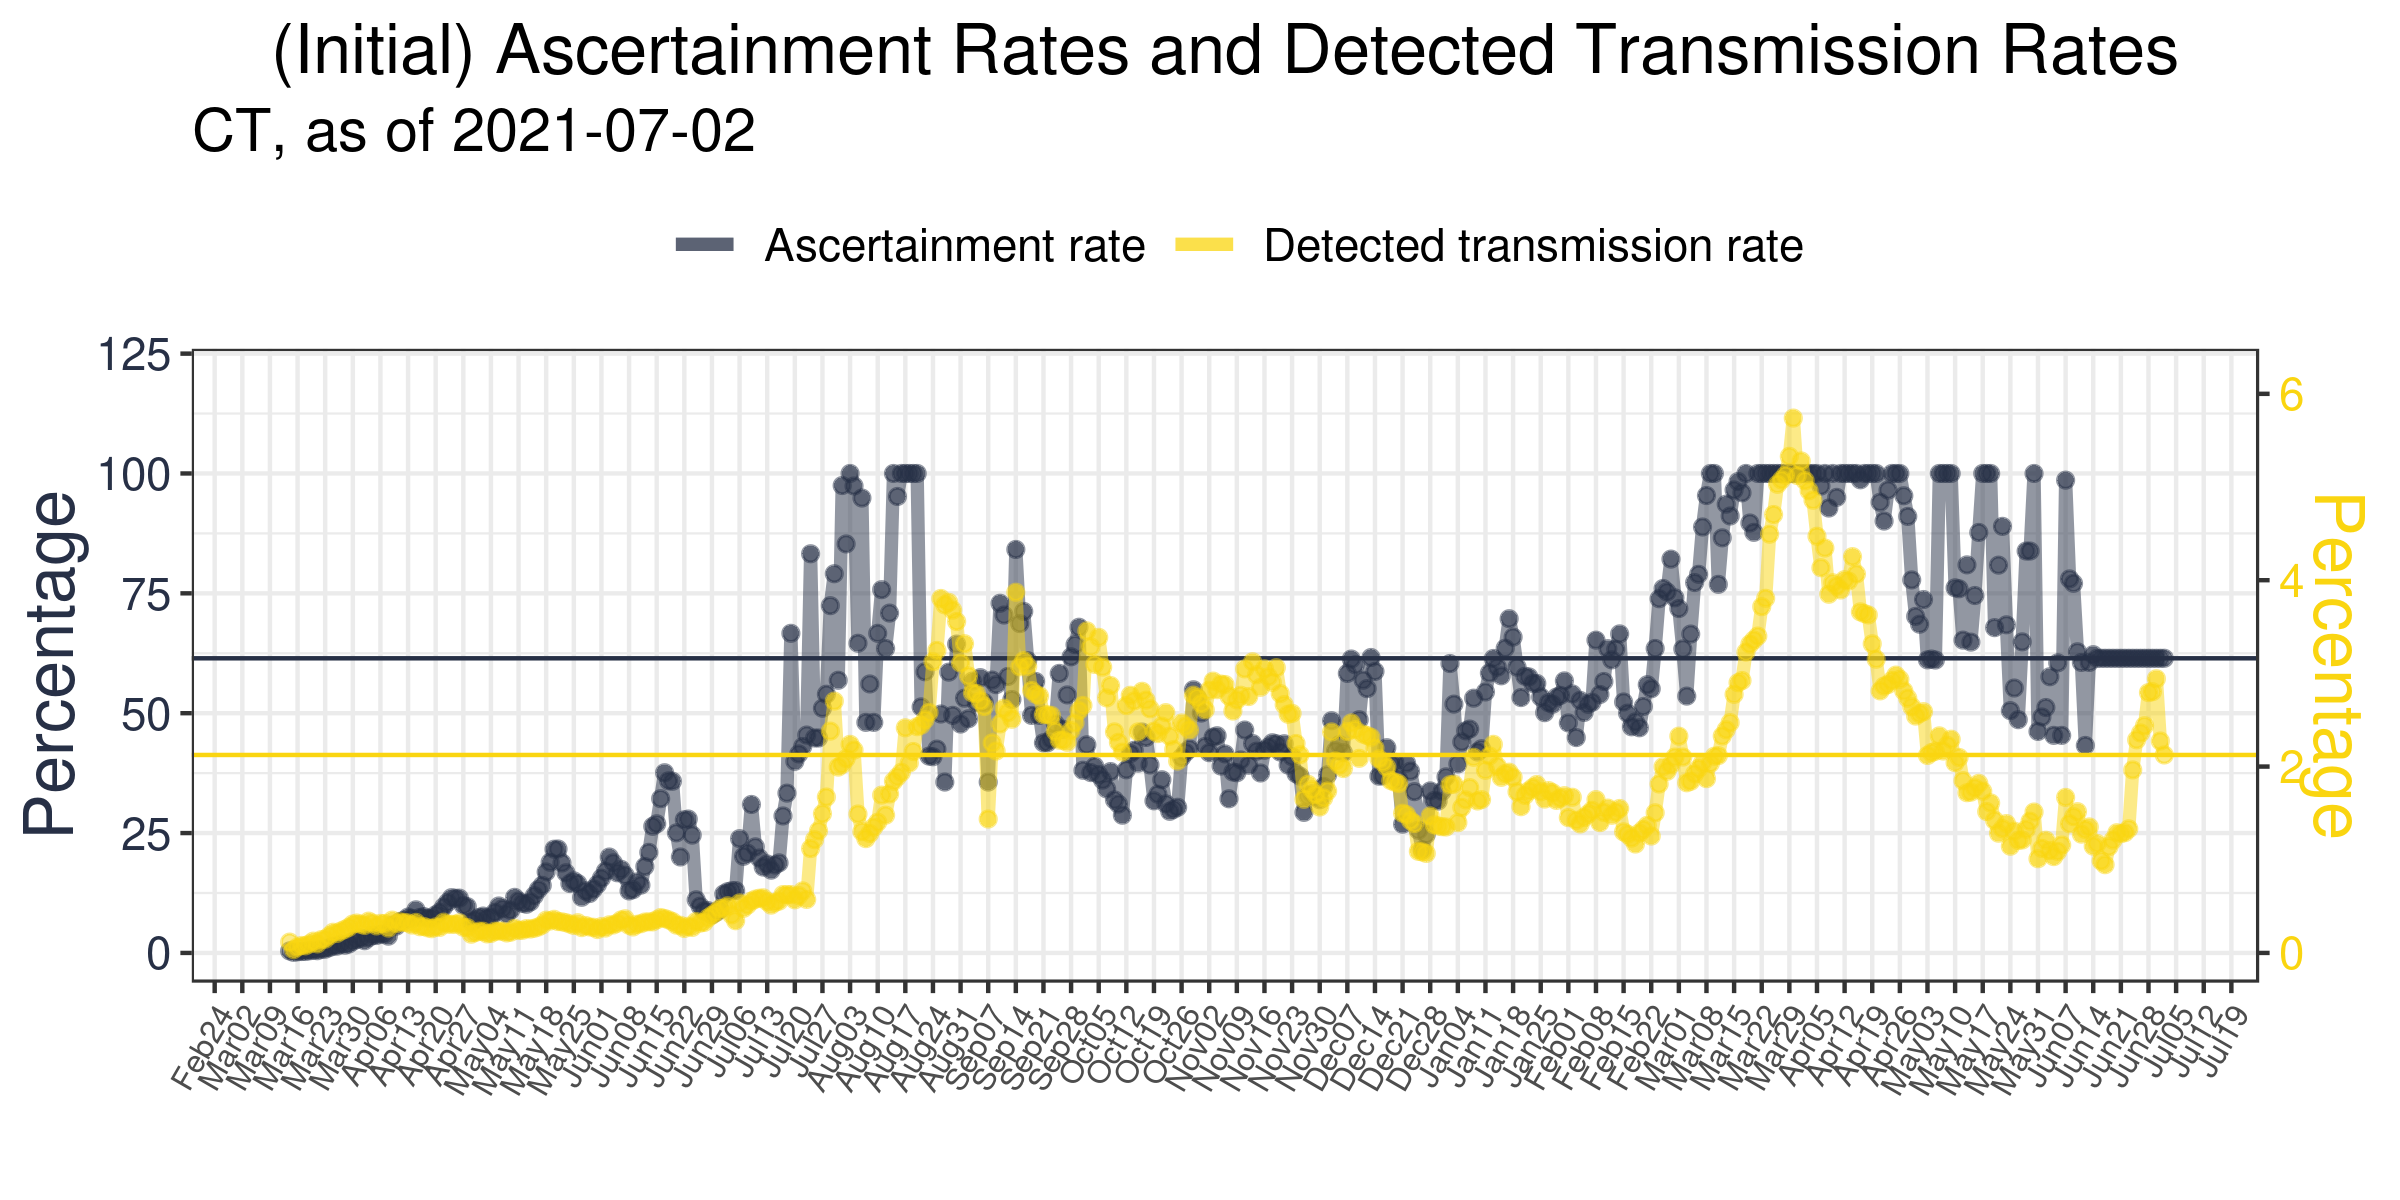 (Initial) Ascertainment Rates and Detected Transmission Rates
CT, as of 2021-07-02
Ascertainment rate
Detected transmission rate
Percentage
125
100
75
50
25
0
6
4
2
0
Percentage
Feb24
Mar02
Mar09
Mar16
Mar23
Mar30
Apr06
Apr13
Apr20
Apr27
May04
May11
May18
May25
Jun01
Jun08
Jun15
Jun22
Jun29
Jul06
Jul13
Jul20
Jul27
Aug03
Aug10
Aug17
Aug24
Aug31
Sep07
Sep14
Sep21
Sep28
Oct05
Oct12
Oct19
Oct26
Nov02
Nov09
Nov16
Nov23
Nov30
Dec07
Dec14
Dec21
Dec28
Jan04
Jan11
Jan18
Jan25
Feb01
Feb08
Feb15
Feb22
Mar01
Mar08
Mar15
Mar22
Mar29
Apr05
Apr12
Apr19
Apr26
May03
May10
May17
May24
May31
Jun07
Jun14
Jun21
Jun28
Jul05
Jul12
Jul19